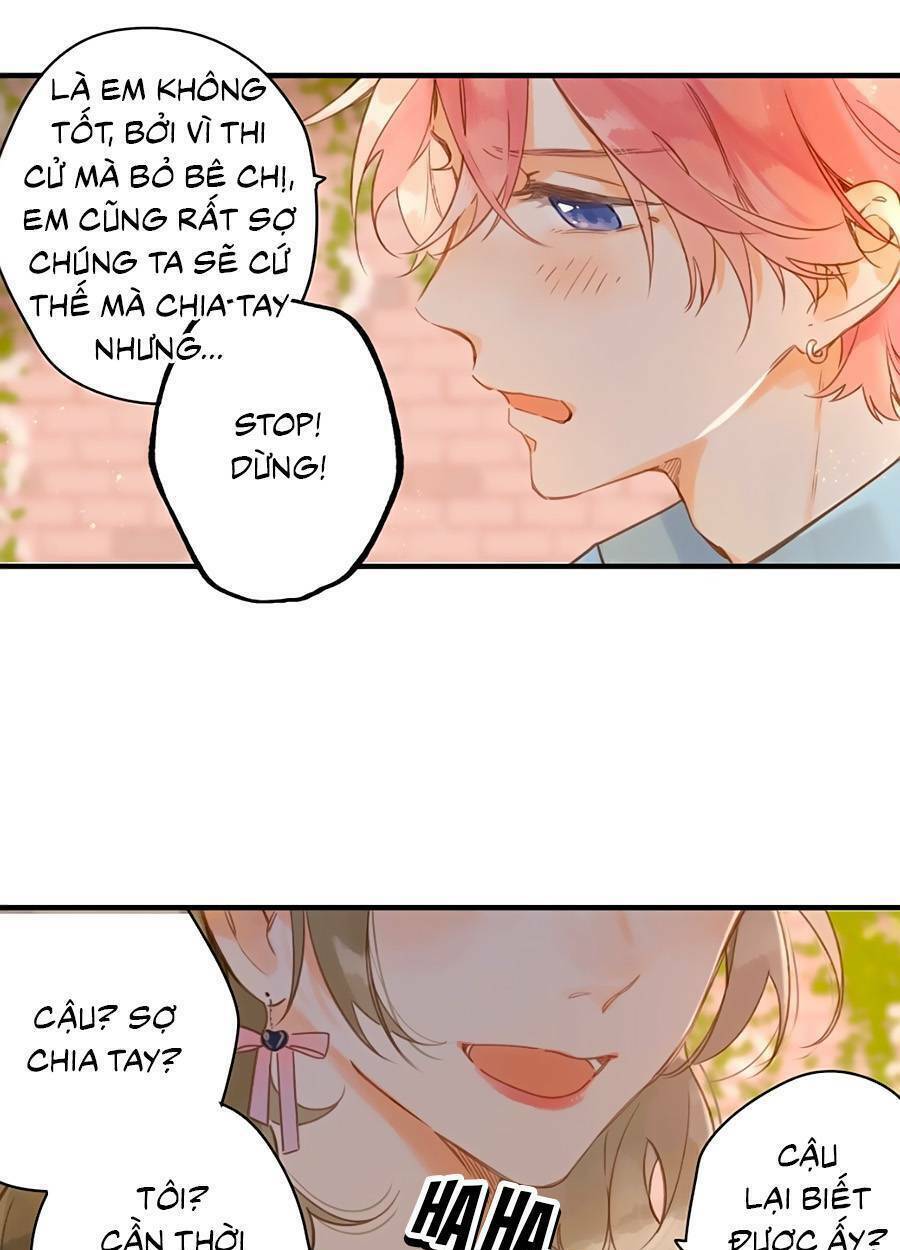 LÀ EM KHÔNG
TỐT, BỞI VÌ THI
CỬ MÀ BỎ BÊ CHỊ,
EM CŨNG RẤT SỢ
CHÚNG TA SẼ CỨ
THẾ MÀ CHIA TAY
NHƯNG...
STOP!
DỪNG!
CẬU? SỢ
CHIA TAY?
TÔI?
CẦN THỜI
HA HA
CẬU
LẠI BIẾT
ĐƯỢC ẤY?